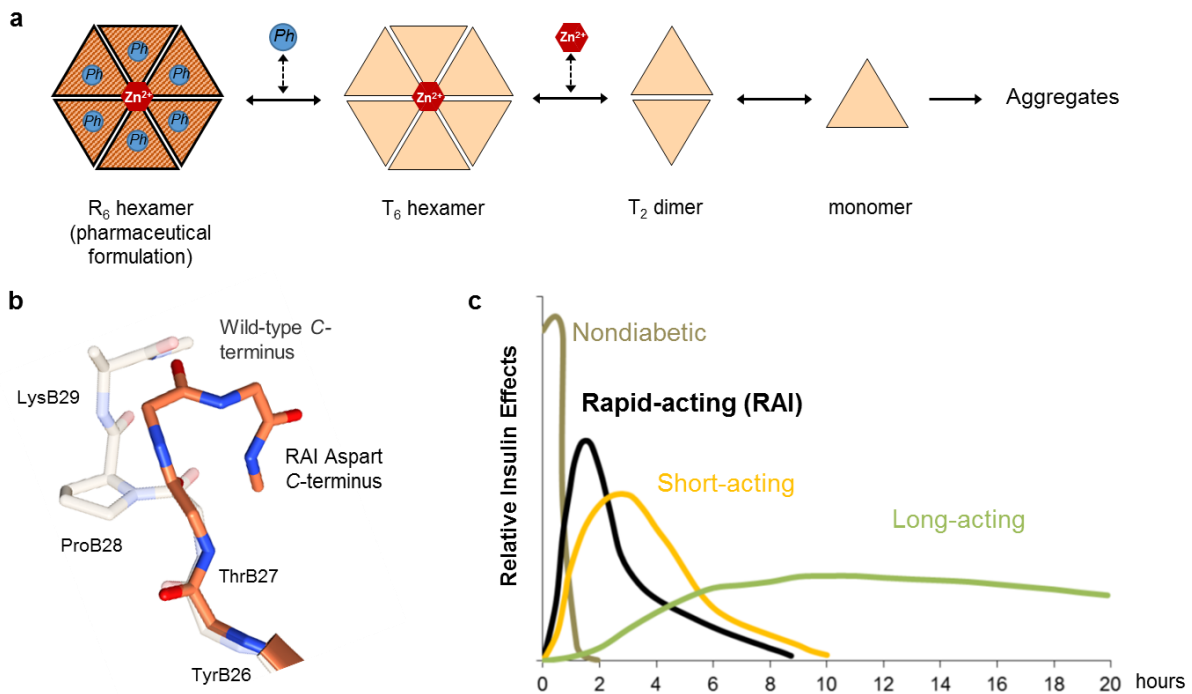 a
Ph
Ph Ph Ph
Zn²⁺
Ph Ph Ph
Zn²⁺
Zn²⁺
Aggregates
R₆ hexamer
(pharmaceutical
formulation)
T₆ hexamer
T₂ dimer
monomer
b
Wild-type C-
terminus
LysB29
RAI Aspart
C-terminus
ProB28
ThrB27
TyrB26
c
Relative Insulin Effects
Nondiabetic
Rapid-acting (RAI)
Short-acting
Long-acting
0 2 4 6 8 10 12 14 16 18 20 hours